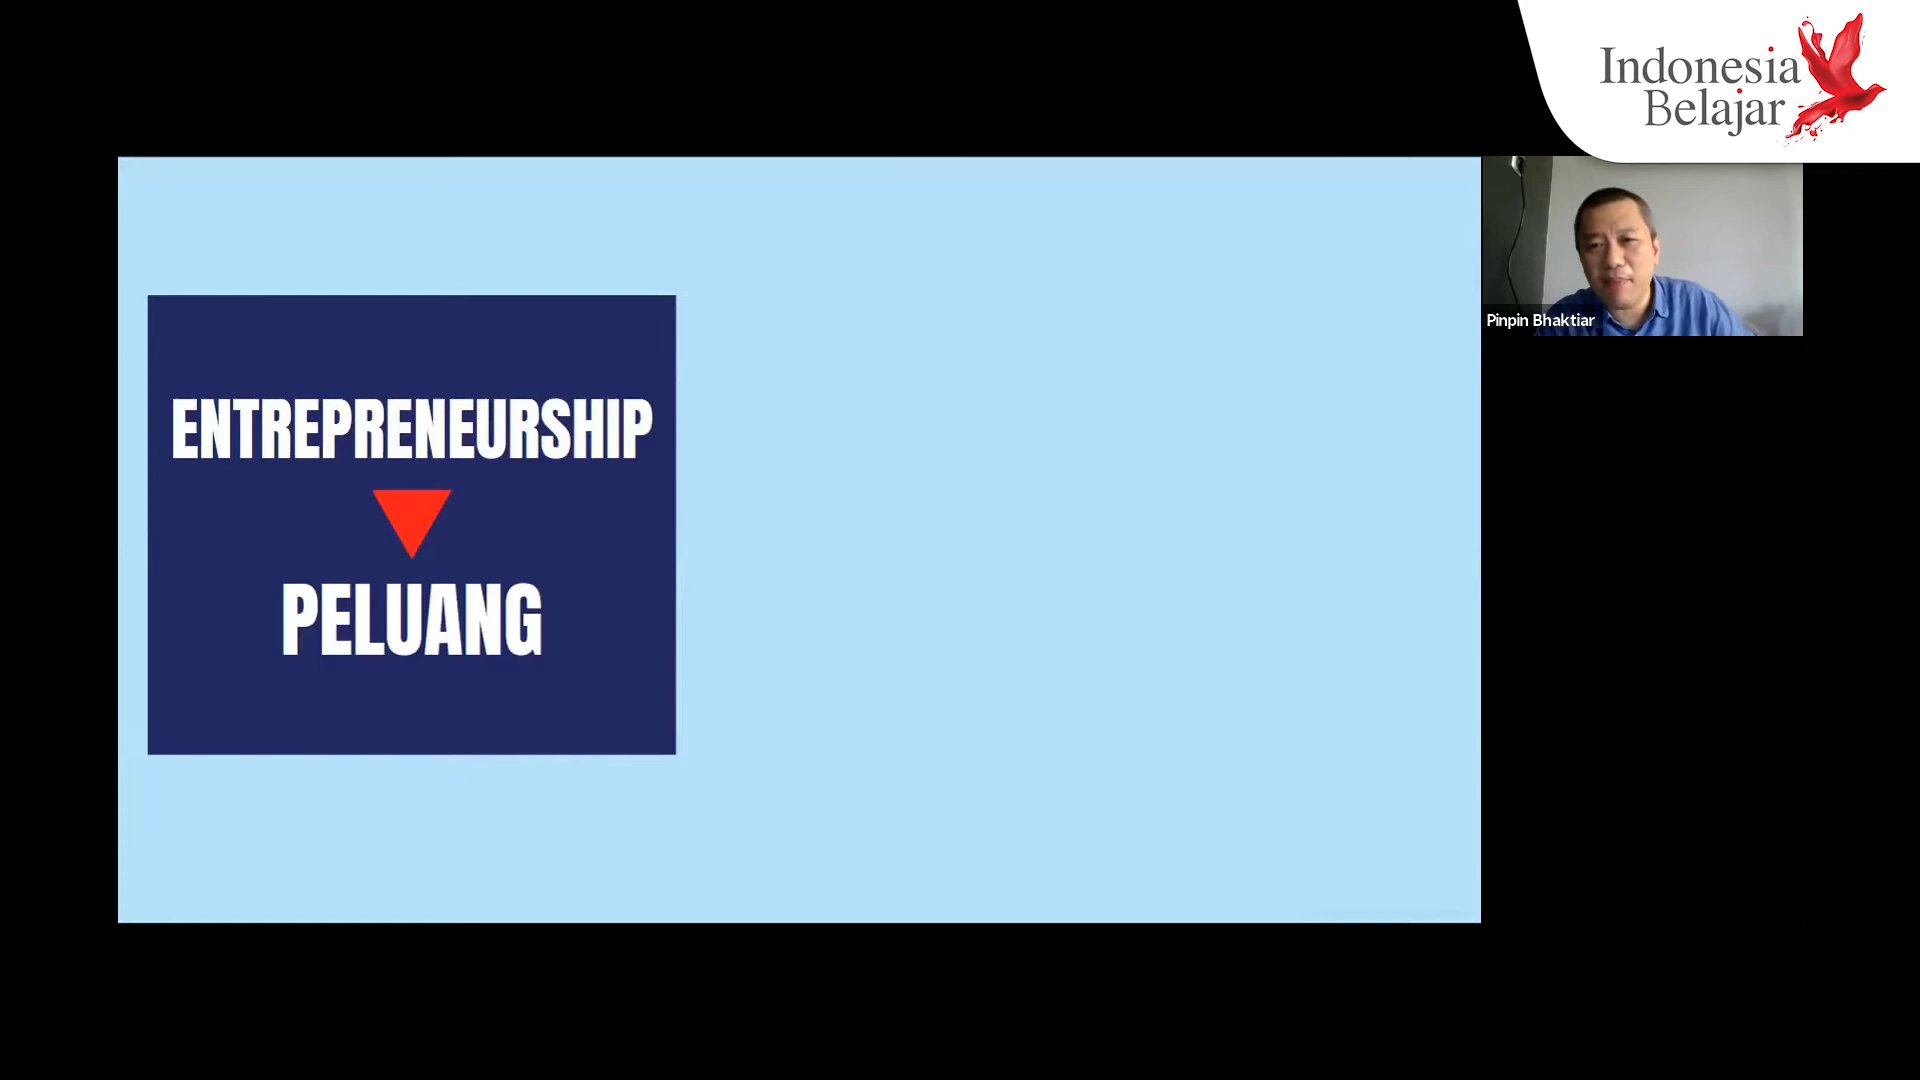 Indonesia
Belajar
ENTREPRENEURSHIP
PELUANG
Pinpin Bhaktiar